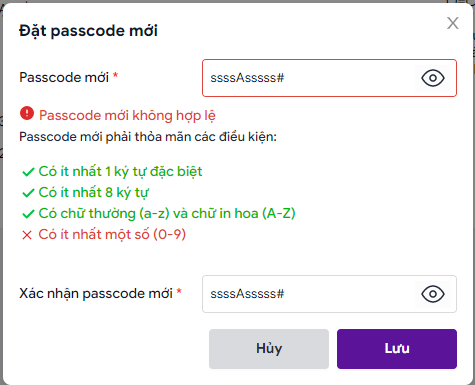 Đặt passcode mới
Passcode mới *
ssssAsssss#
Passcode mới không hợp lệ
Passcode mới phải thỏa mãn các điều kiện:
Có ít nhất 1 ký tự đặc biệt
Có ít nhất 8 ký tự
Có chữ thường (a-z) và chữ in hoa (A-Z)
Có ít nhất một số (0-9)
Xác nhận passcode mới *
ssssAsssss#
Hủy
Lưu